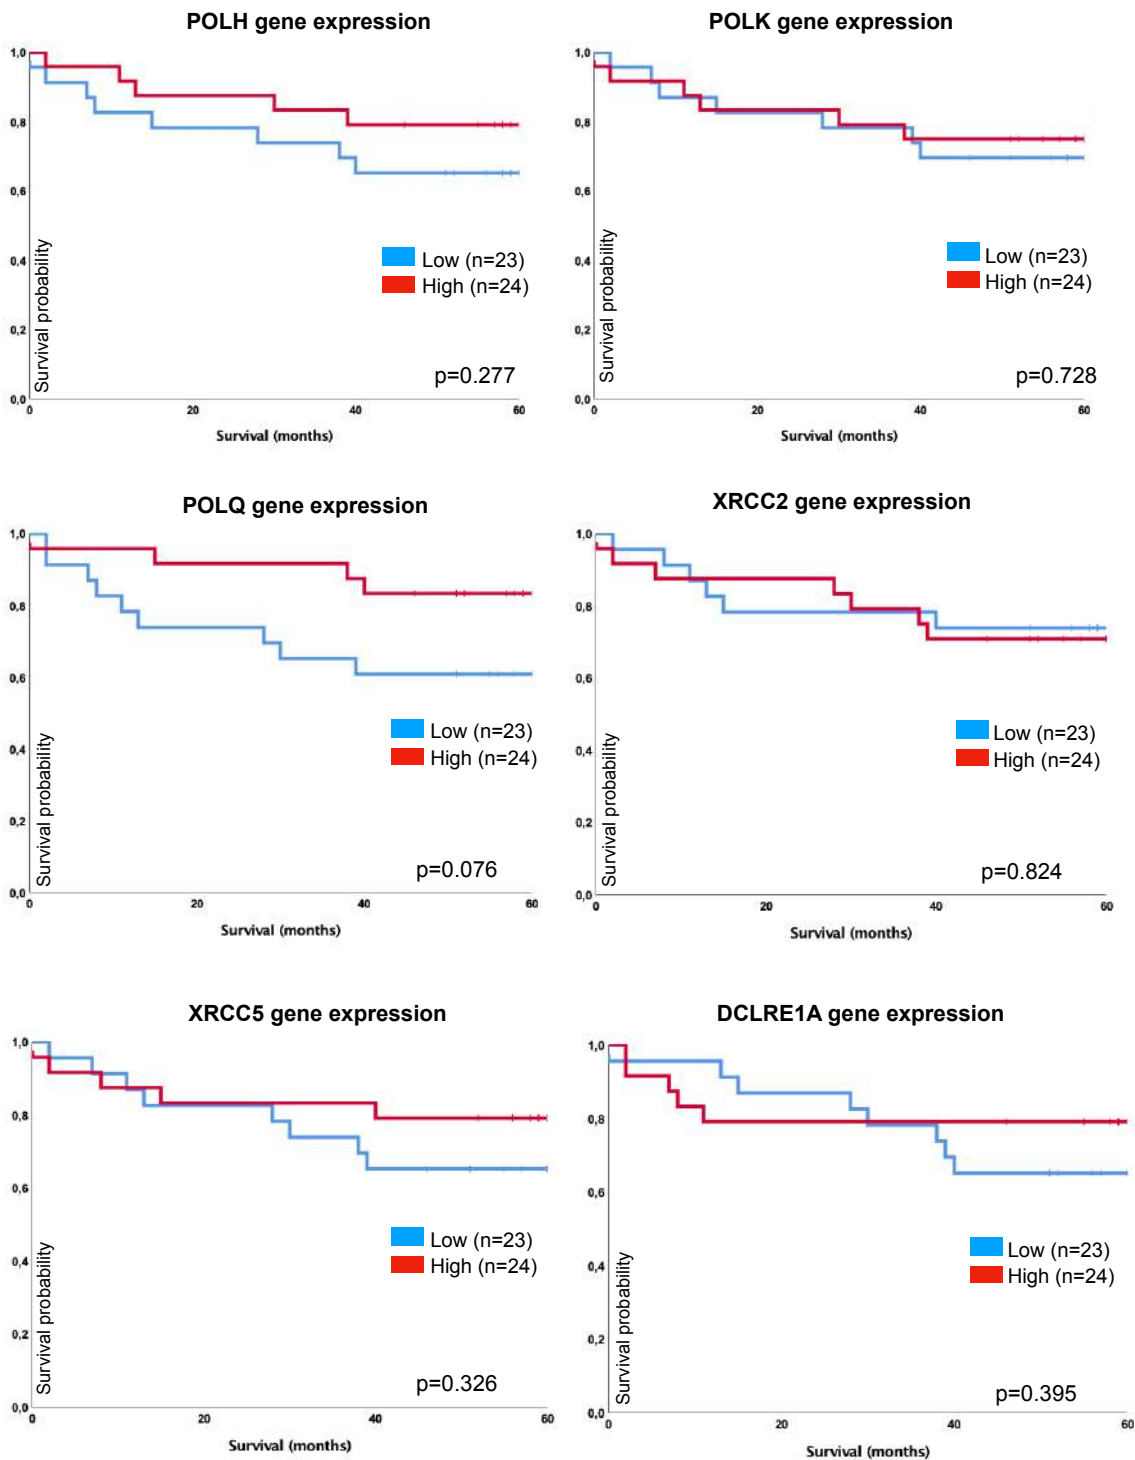 POLH gene expression
1,0
0,8
0,6
0,4
0,2
0,0
Survival probability
Low (n=23)
High (n=24)
p=0.277
0 20 40 60
Survival (months)
POLK gene expression
1,0
0,8
0,6
0,4
0,2
0,0
Survival probability
Low (n=23)
High (n=24)
p=0.728
0 20 40 60
Survival (months)
POLQ gene expression
1,0
0,8
0,6
0,4
0,2
0,0
Survival probability
Low (n=23)
High (n=24)
p=0.076
0 20 40 60
Survival (months)
XRCC2 gene expression
1,0
0,8
0,6
0,4
0,2
0,0
Survival probability
Low (n=23)
High (n=24)
p=0.824
0 20 40 60
Survival (months)
XRCC5 gene expression
1,0
0,8
0,6
0,4
0,2
0,0
Survival probability
Low (n=23)
High (n=24)
p=0.326
0 20 40 60
Survival (months)
DCLRE1A gene expression
1,0
0,8
0,6
0,4
0,2
0,0
Survival probability
Low (n=23)
High (n=24)
p=0.395
0 20 40 60
Survival (months)